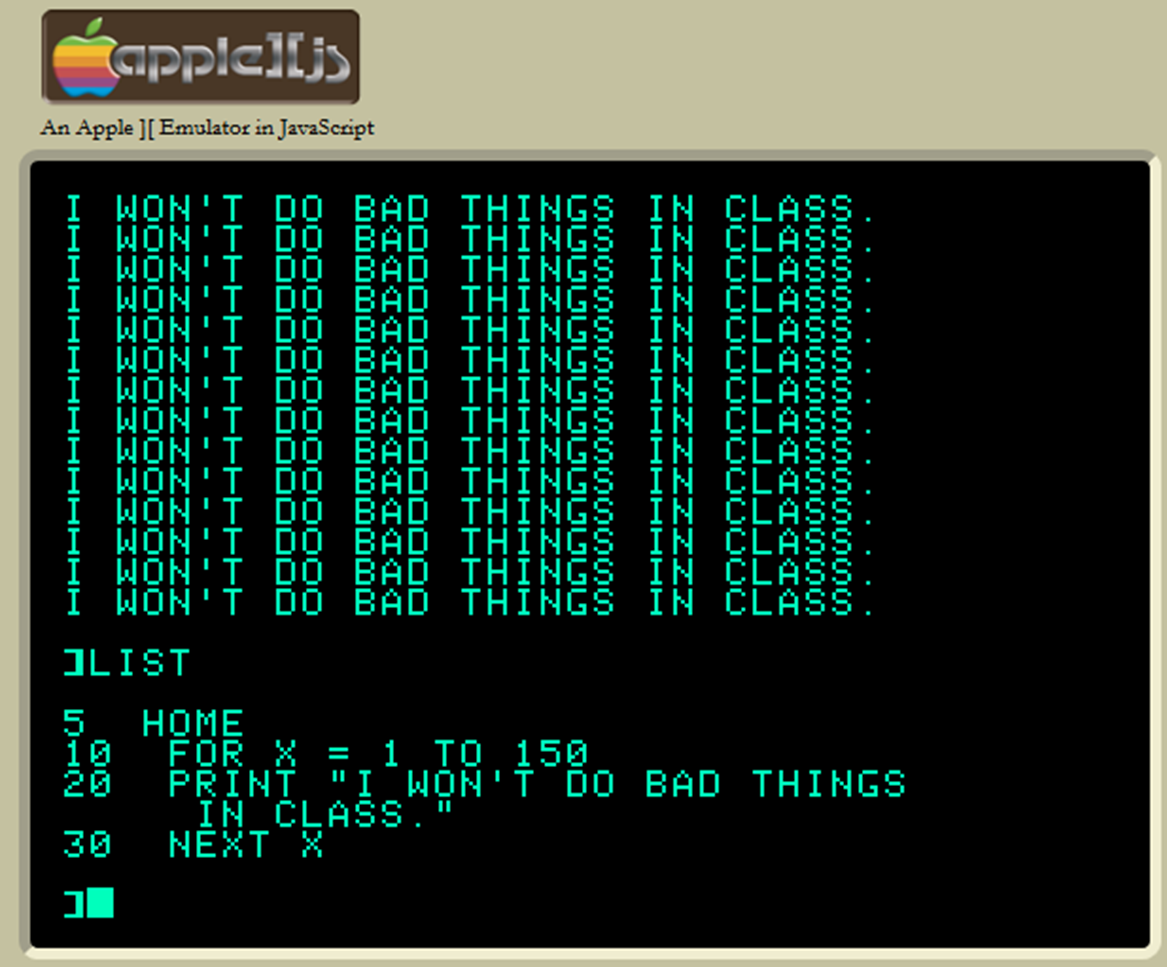 apple][js
An Apple ][ Emulator in JavaScript
I WON'T DO BAD THINGS IN CLASS.
I WON'T DO BAD THINGS IN CLASS.
I WON'T DO BAD THINGS IN CLASS.
I WON'T DO BAD THINGS IN CLASS.
I WON'T DO BAD THINGS IN CLASS.
I WON'T DO BAD THINGS IN CLASS.
I WON'T DO BAD THINGS IN CLASS.
I WON'T DO BAD THINGS IN CLASS.
I WON'T DO BAD THINGS IN CLASS.
I WON'T DO BAD THINGS IN CLASS.
I WON'T DO BAD THINGS IN CLASS.
I WON'T DO BAD THINGS IN CLASS.
I WON'T DO BAD THINGS IN CLASS.
I WON'T DO BAD THINGS IN CLASS.
]LIST
5  HOME
10  FOR X = 1 TO 150
20  PRINT "I WON'T DO BAD THINGS
IN CLASS."
30  NEXT X
]